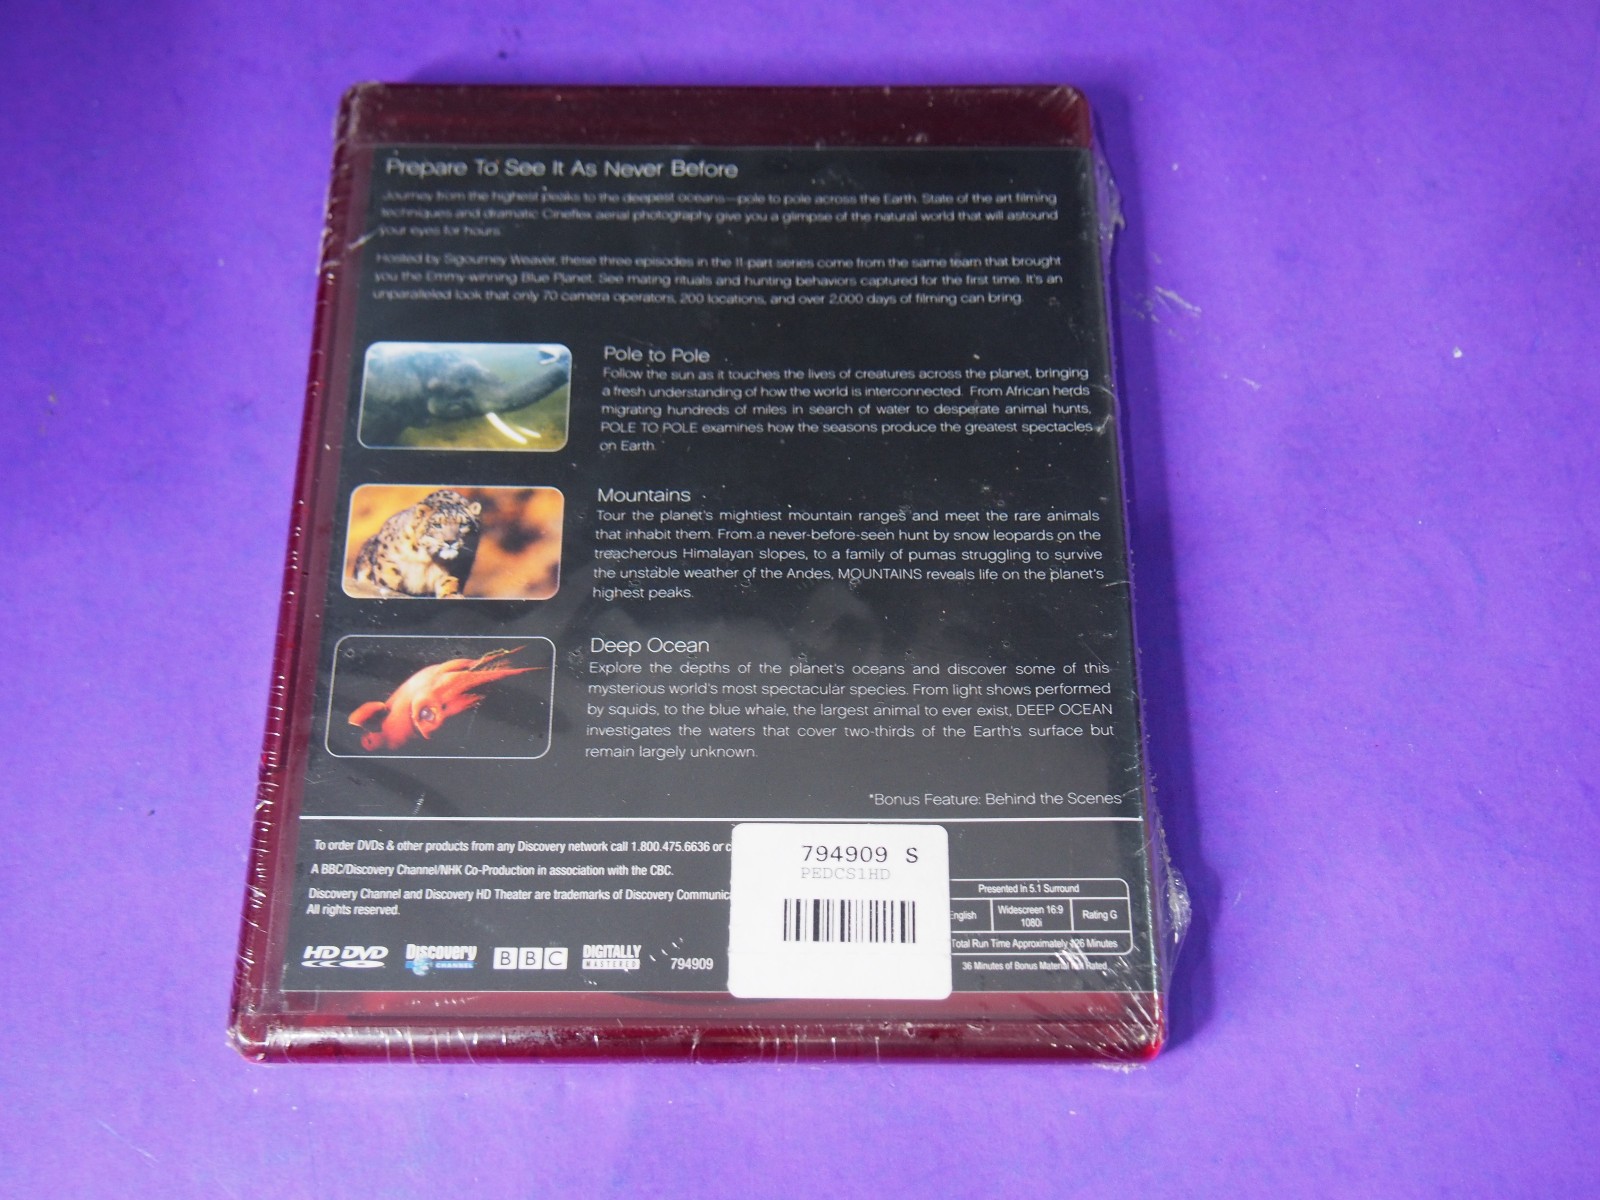 Prepare To See It As Never Before
Journey from the highest peaks to the deepest oceans—pole to pole across the Earth. State of the art filming
techniques and dramatic Cineflex aerial photography give you a glimpse of the natural world that will astound
your eyes for hours.
Hosted by Sigourney Weaver, these three episodes in the 11-part series come from the same team that brought
you the Emmy-winning Blue Planet. See mating rituals and hunting behaviors captured for the first time. It's an
unparalleled look that only 70 camera operators, 200 locations, and over 2,000 days of filming can bring.
Pole to Pole
Follow the sun as it touches the lives of creatures across the planet, bringing
a fresh understanding of how the world is interconnected. From African herds
migrating hundreds of miles in search of water to desperate animal hunts,
POLE TO POLE examines how the seasons produce the greatest spectacles
on Earth.
Mountains
Tour the planet's mightiest mountain ranges and meet the rare animals
that inhabit them. From a never-before-seen hunt by snow leopards on the
treacherous Himalayan slopes, to a family of pumas struggling to survive
the unstable weather of the Andes, MOUNTAINS reveals life on the planet's
highest peaks.
Deep Ocean
Explore the depths of the planet's oceans and discover some of this
mysterious world's most spectacular species. From light shows performed
by squids, to the blue whale, the largest animal to ever exist, DEEP OCEAN
investigates the waters that cover two-thirds of the Earth's surface but
remain largely unknown.
*Bonus Feature: Behind the Scenes
To order DVDs & other products from any Discovery network call 1.800.475.6636 or
A BBC/Discovery Channel/NHK Co-Production in association with the CBC.
Discovery Channel and Discovery HD Theater are trademarks of Discovery
All rights reserved.
HD DVD Discovery CHANNEL BBC DIGITALLY MASTERED 794909
794909 S
PEDCS1HD
Presented In 5.1 Surround
English Widescreen 16:9 1080i Rating G
Total Run Time Approximately 126 Minutes
36 Minutes of Bonus Material Not Rated